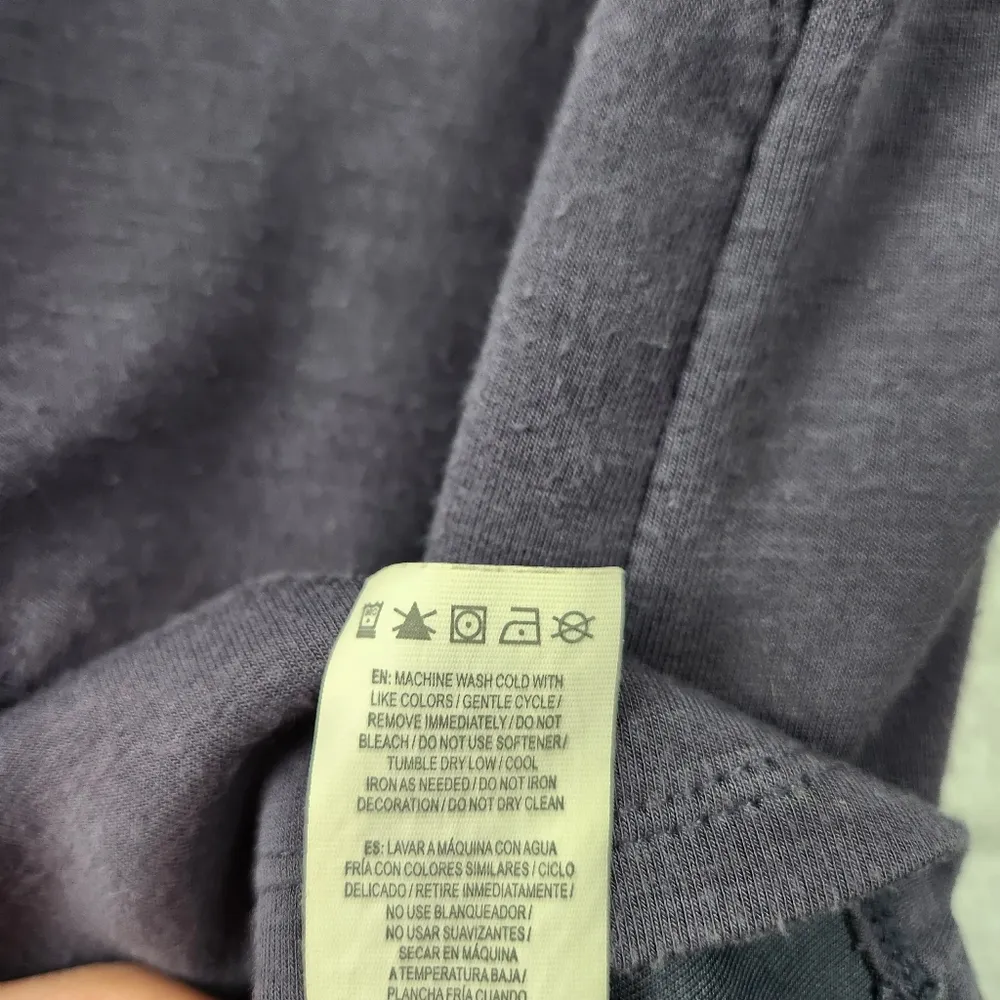 EN: MACHINE WASH COLD WITH
LIKE COLORS / GENTLE CYCLE /
REMOVE IMMEDIATELY / DO NOT
BLEACH / DO NOT USE SOFTENER /
TUMBLE DRY LOW / COOL
IRON AS NEEDED / DO NOT IRON
DECORATION / DO NOT DRY CLEAN
ES: LAVAR A MÁQUINA CON AGUA
FRÍA CON COLORES SIMILARES / CICLO
DELICADO / RETIRE INMEDIATAMENTE /
NO USE BLANQUEADOR /
NO USAR SUAVIZANTES /
SECAR EN MÁQUINA
A TEMPERATURA BAJA /
PLANCHA FRÍA CUANDO